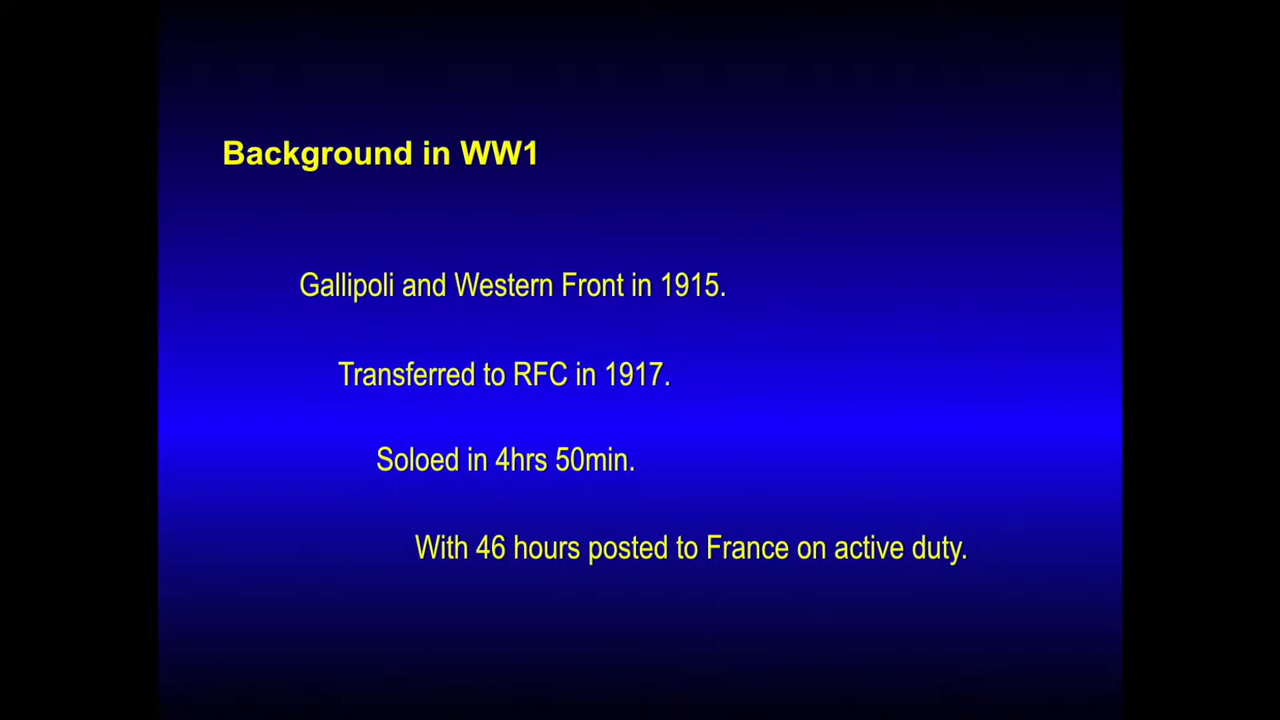 Background in WW1
Gallipoli and Western Front in 1915.
Transferred to RFC in 1917.
Soloed in 4hrs 50min.
With 46 hours posted to France on active duty.